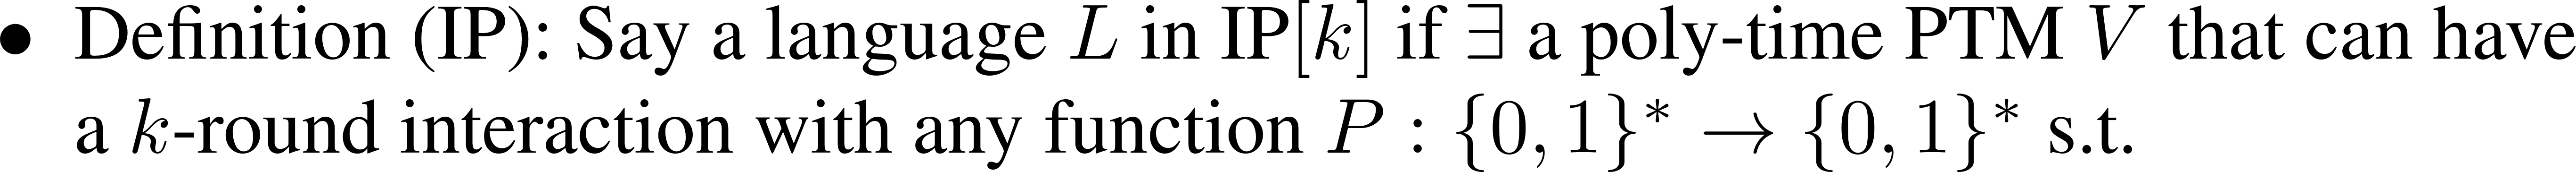 • Definition (IP): Say a language L in IP[k] if ∃ a poly-time PTM V that can have
a k-round interaction with any function P : {0, 1}* → {0, 1}* s.t.